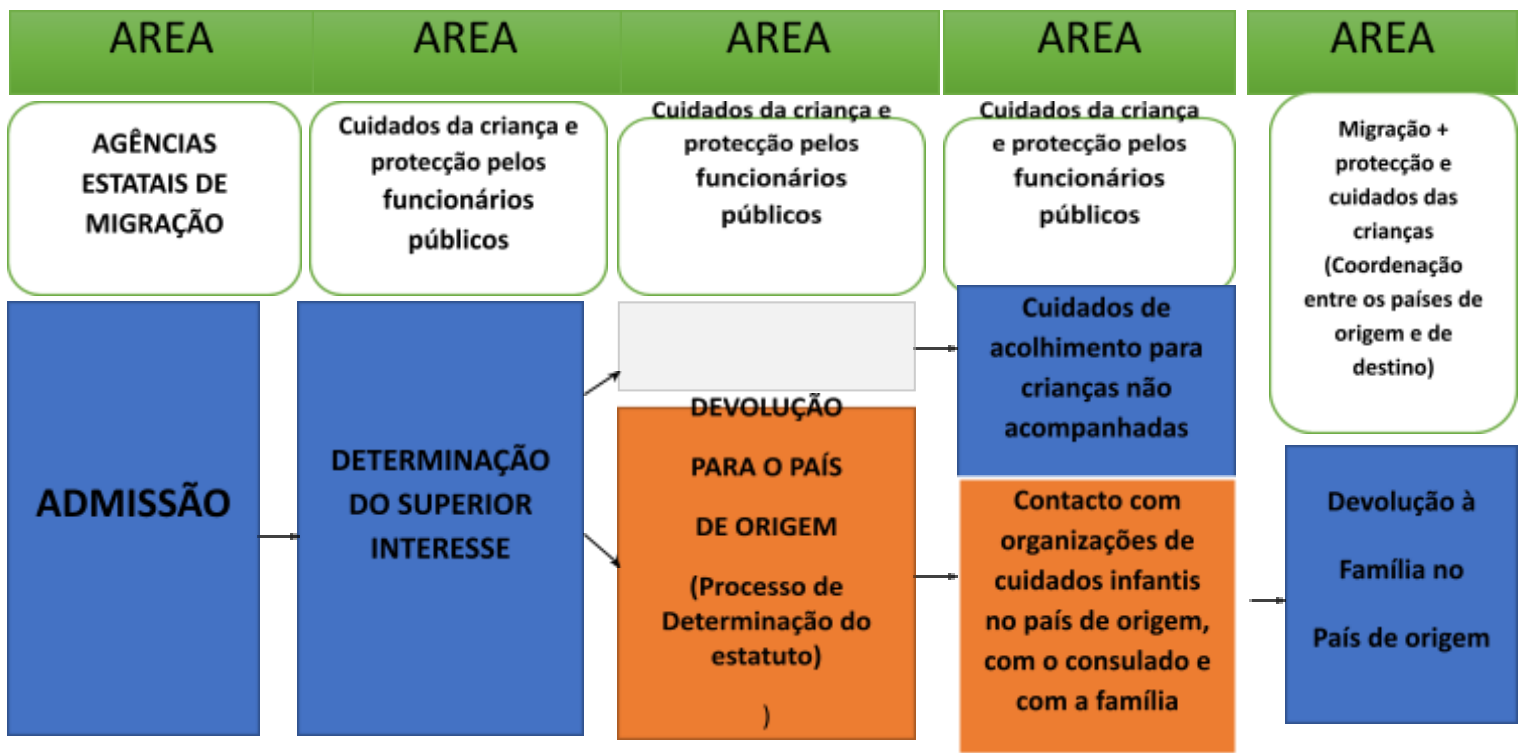 AREA
AREA
AREA
AREA
AREA
AGÊNCIAS
ESTATAIS DE
MIGRAÇÃO
Cuidados da criança e
protecção pelos
funcionários
públicos
Cuidados da criança e
protecção pelos
funcionários
públicos
Cuidados da criança
e protecção pelos
funcionários
públicos
Migração +
protecção e
cuidados das
crianças
(Coordenação
entre os países de
origem e de
destino)
ADMISSÃO
DETERMINAÇÃO
DO SUPERIOR
INTERESSE
DEVOLUÇÃO
PARA O PAÍS
DE ORIGEM
(Processo de
Determinação do
estatuto)
)
Cuidados de
acolhimento para
crianças não
acompanhadas
Contacto com
organizações de
cuidados infantis
no país de origem,
com o consulado e
com a família
Devolução à
Família no
País de origem